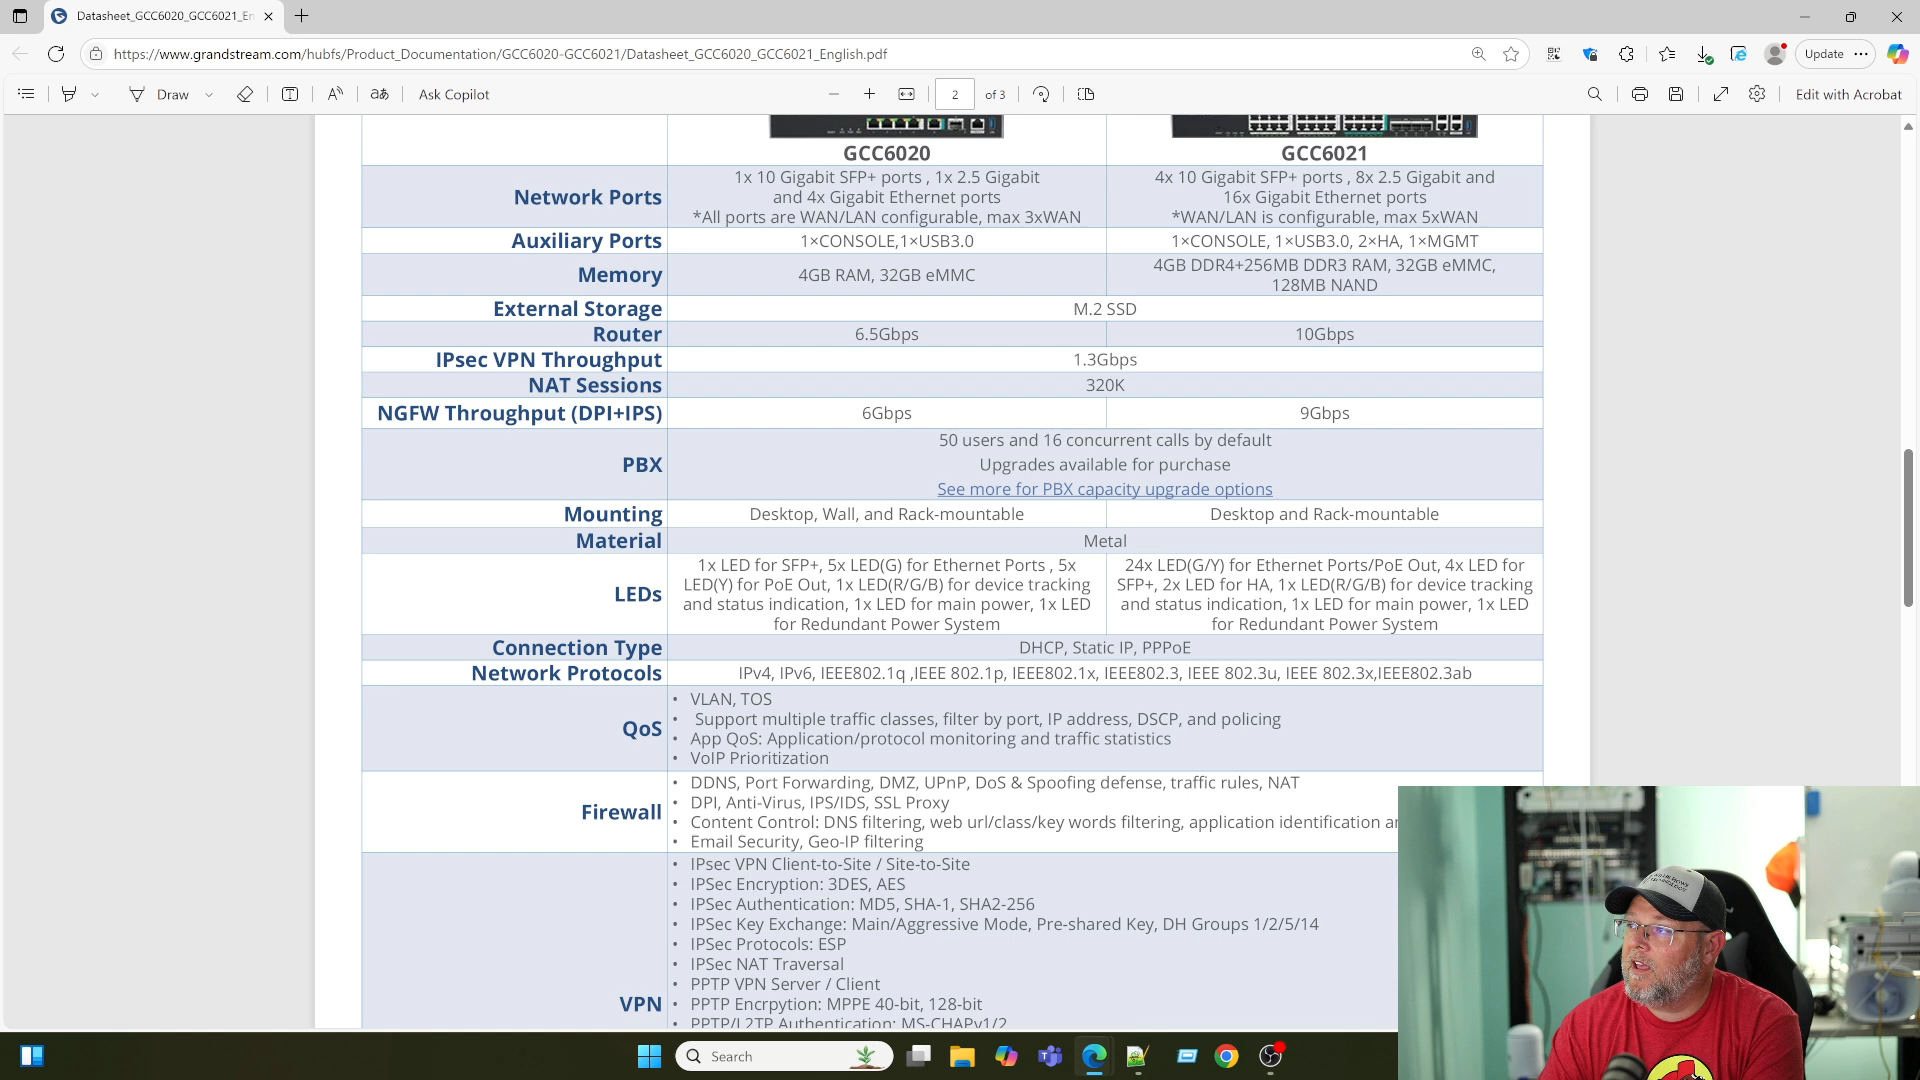 Datasheet_GCC6020_GCC6021_En
https://www.grandstream.com/hubfs/Product_Documentation/GCC6020-GCC6021/Datasheet_GCC6020_GCC6021_English.pdf
Update
Draw
Ask Copilot
2 of 3
Edit with Acrobat
GCC6020 GCC6021
Network Ports
1x 10 Gigabit SFP+ ports , 1x 2.5 Gigabit
and 4x Gigabit Ethernet ports
*All ports are WAN/LAN configurable, max 3xWAN
4x 10 Gigabit SFP+ ports , 8x 2.5 Gigabit and
16x Gigabit Ethernet ports
*WAN/LAN is configurable, max 5xWAN
Auxiliary Ports 1×CONSOLE,1×USB3.0 1×CONSOLE, 1×USB3.0, 2×HA, 1×MGMT
Memory 4GB RAM, 32GB eMMC
4GB DDR4+256MB DDR3 RAM, 32GB eMMC,
128MB NAND
External Storage M.2 SSD
Router 6.5Gbps 10Gbps
IPsec VPN Throughput 1.3Gbps
NAT Sessions 320K
NGFW Throughput (DPI+IPS) 6Gbps 9Gbps
PBX
50 users and 16 concurrent calls by default
Upgrades available for purchase
See more for PBX capacity upgrade options
Mounting Desktop, Wall, and Rack-mountable Desktop and Rack-mountable
Material Metal
LEDs
1x LED for SFP+, 5x LED(G) for Ethernet Ports , 5x
LED(Y) for PoE Out, 1x LED(R/G/B) for device tracking
and status indication, 1x LED for main power, 1x LED
for Redundant Power System
24x LED(G/Y) for Ethernet Ports/PoE Out, 4x LED for
SFP+, 2x LED for HA, 1x LED(R/G/B) for device tracking
and status indication, 1x LED for main power, 1x LED
for Redundant Power System
Connection Type DHCP, Static IP, PPPoE
Network Protocols IPv4, IPv6, IEEE802.1q ,IEEE 802.1p, IEEE802.1x, IEEE802.3, IEEE 802.3u, IEEE 802.3x,IEEE802.3ab
QoS
• VLAN, TOS
• Support multiple traffic classes, filter by port, IP address, DSCP, and policing
• App QoS: Application/protocol monitoring and traffic statistics
• VoIP Prioritization
Firewall
• DDNS, Port Forwarding, DMZ, UPnP, DoS & Spoofing defense, traffic rules, NAT
• DPI, Anti-Virus, IPS/IDS, SSL Proxy
• Content Control: DNS filtering, web url/class/key words filtering, application identification
• Email Security, Geo-IP filtering
VPN
• IPsec VPN Client-to-Site / Site-to-Site
• IPSec Encryption: 3DES, AES
• IPSec Authentication: MD5, SHA-1, SHA2-256
• IPSec Key Exchange: Main/Aggressive Mode, Pre-shared Key, DH Groups 1/2/5/14
• IPSec Protocols: ESP
• IPSec NAT Traversal
• PPTP VPN Server / Client
• PPTP Encrpytion: MPPE 40-bit, 128-bit
• PPTP/L2TP Authentication: MS-CHAPv1/2
Search